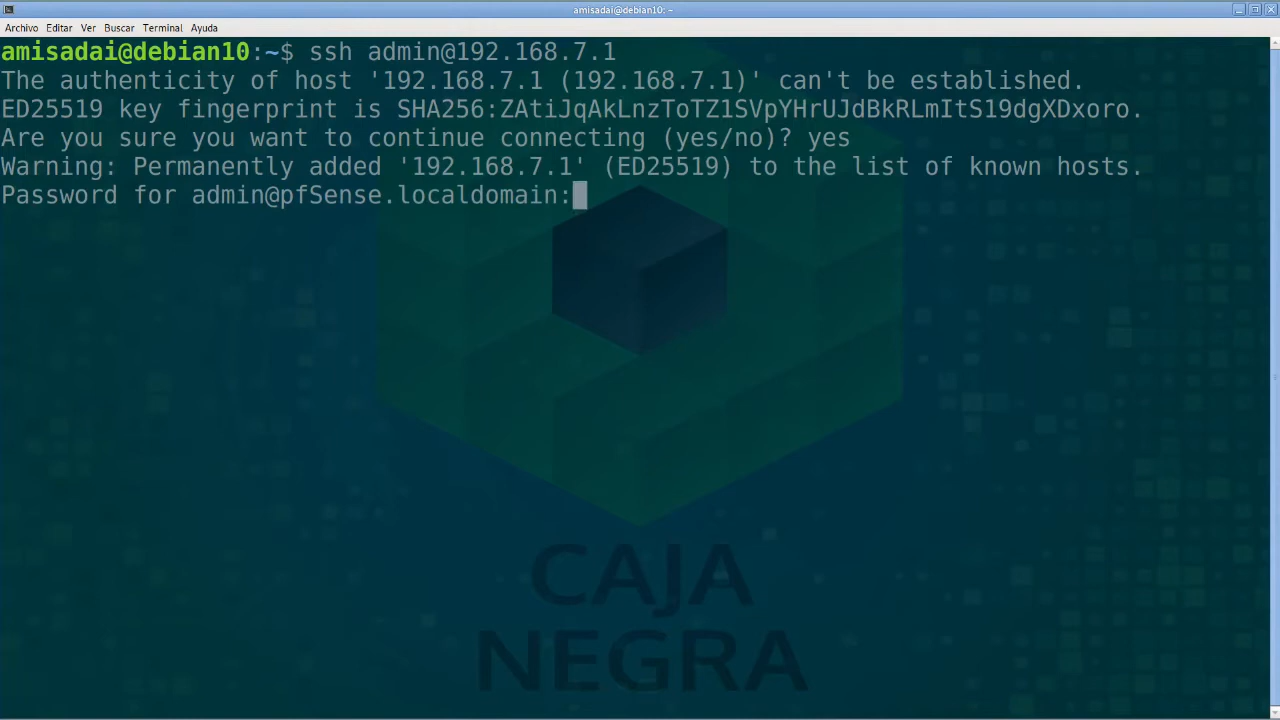 amisadai@debian10: ~
Archivo Editar Ver Buscar Terminal Ayuda
amisadai@debian10:~$ ssh admin@192.168.7.1
The authenticity of host '192.168.7.1 (192.168.7.1)' can't be established.
ED25519 key fingerprint is SHA256:ZAtiJqAkLnzToTZ1SVpYHrUJdBkRLmItS19dgXDxoro.
Are you sure you want to continue connecting (yes/no)? yes
Warning: Permanently added '192.168.7.1' (ED25519) to the list of known hosts.
Password for admin@pfSense.localdomain:
CAJA
NEGRA